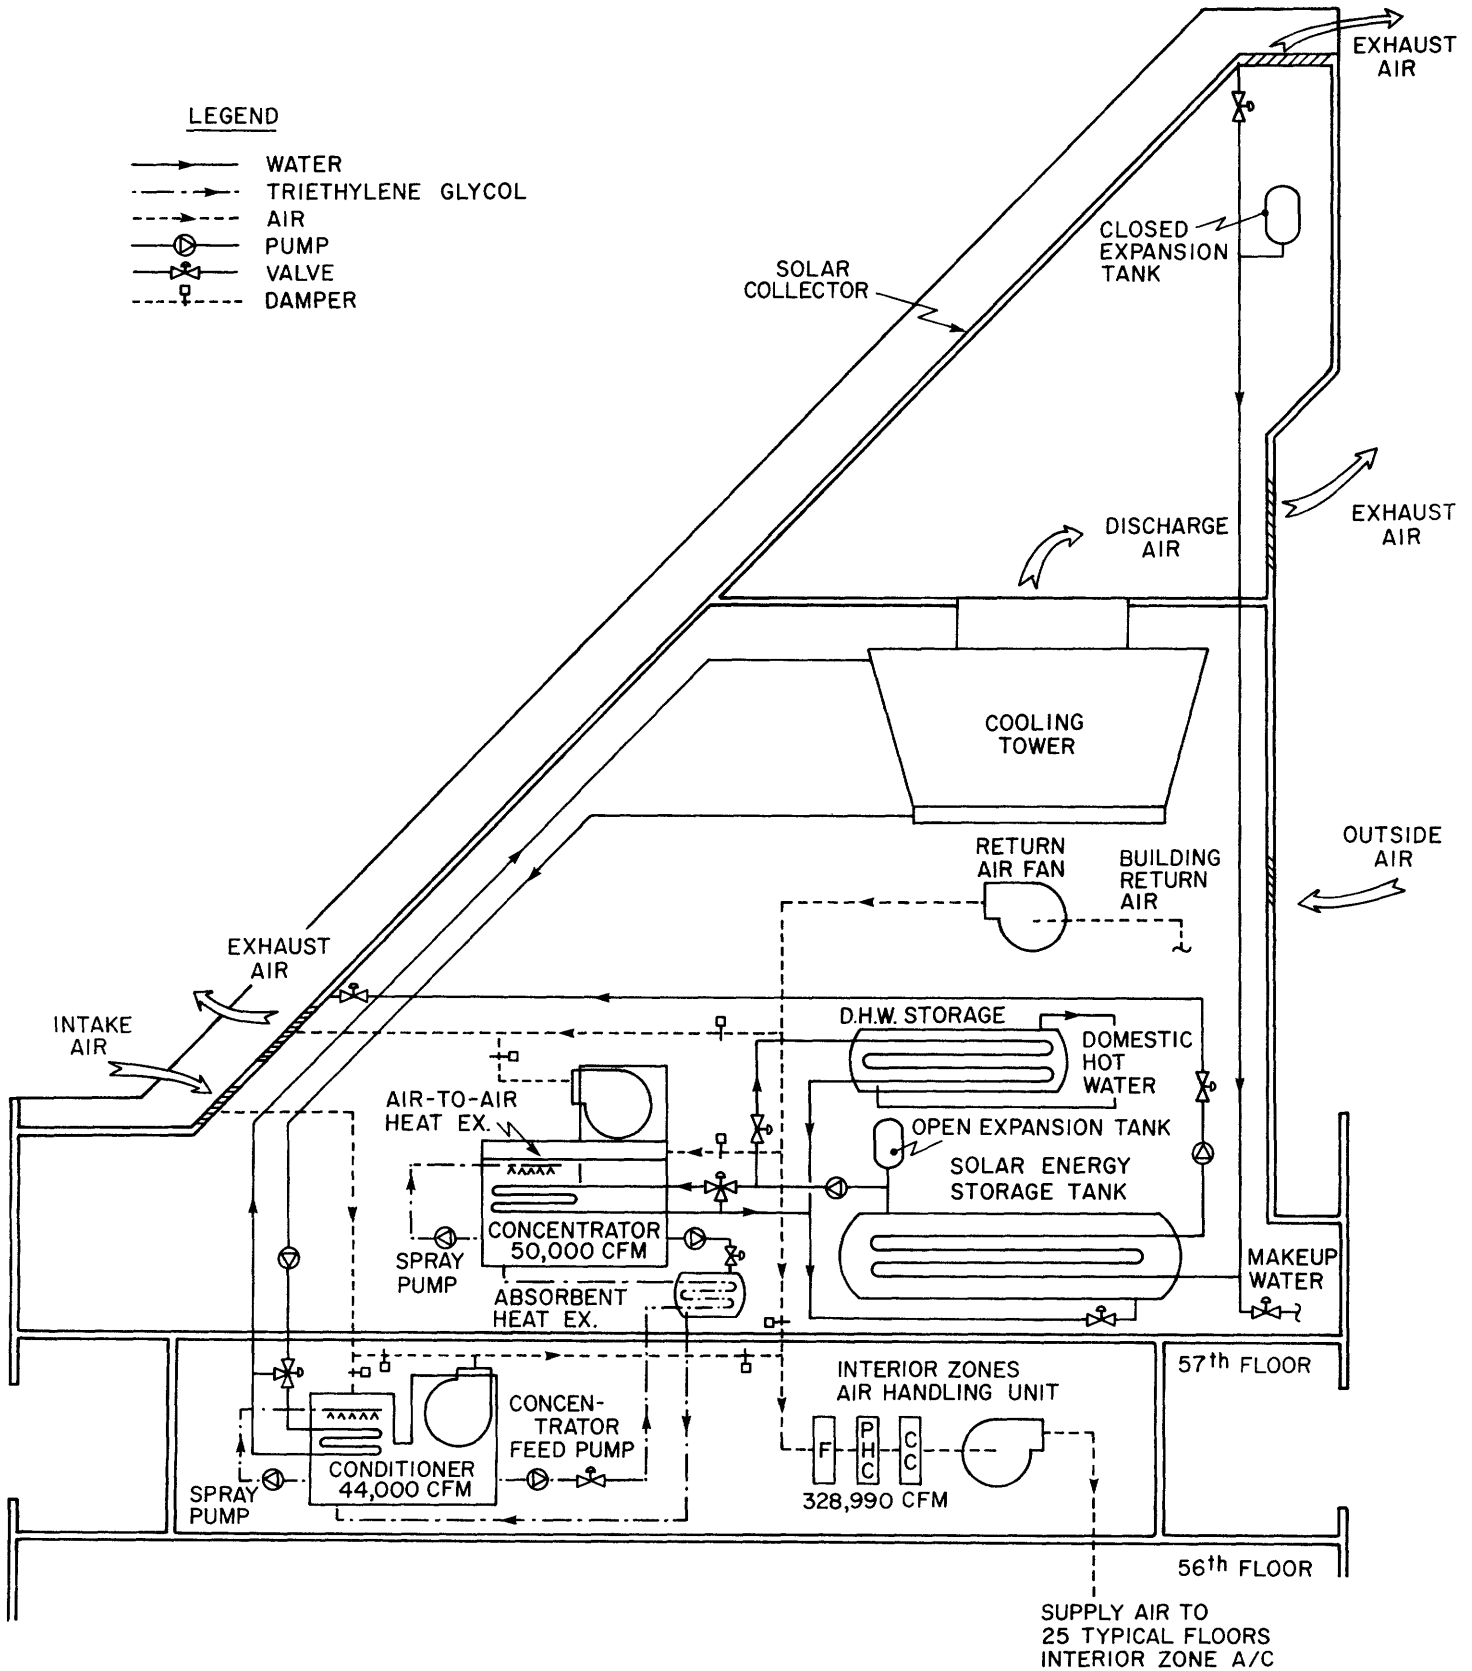 EXHAUST
AIR
LEGEND
WATER
TRIETHYLENE GLYCOL
AIR
PUMP
VALVE
DAMPER
CLOSED
EXPANSION
TANK
SOLAR
COLLECTOR
EXHAUST
AIR
DISCHARGE
AIR
COOLING
TOWER
OUTSIDE
AIR
RETURN
AIR FAN
BUILDING
RETURN
AIR
EXHAUST
AIR
INTAKE
AIR
D.H.W. STORAGE
DOMESTIC
HOT
WATER
AIR-TO-AIR
HEAT EX.
OPEN EXPANSION TANK
SOLAR ENERGY
STORAGE TANK
CONCENTRATOR
50,000 CFM
SPRAY
PUMP
MAKEUP
WATER
ABSORBENT
HEAT EX.
57th FLOOR
INTERIOR ZONES
AIR HANDLING UNIT
CONCEN-
TRATOR
FEED PUMP
F
PHC
CC
328,990 CFM
CONDITIONER
44,000 CFM
SPRAY
PUMP
56th FLOOR
SUPPLY AIR TO
25 TYPICAL FLOORS
INTERIOR ZONE A/C